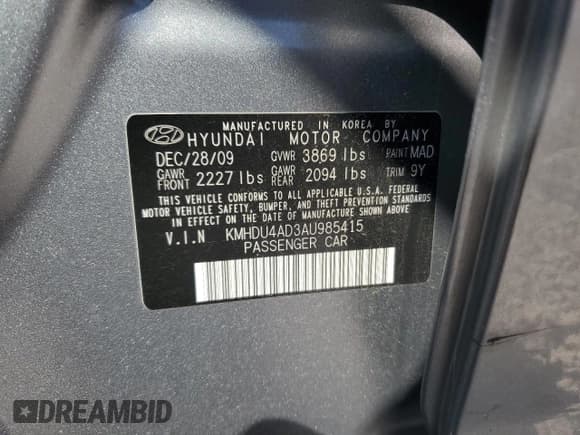 MANUFACTURED IN KOREA BY
HYUNDAI MOTOR COMPANY
DEC/28/09 GVWR 3869 lbs PAINT MAD
GAWR FRONT 2227 lbs GAWR REAR 2094 lbs TRIM 9Y
THIS VEHICLE CONFORMS TO ALL APPLICABLE U.S.A. FEDERAL
MOTOR VEHICLE SAFETY, BUMPER, AND THEFT PREVENTION STANDARDS
IN EFFECT ON THE DATE OF MANUFACTURE SHOWN ABOVE.
V.I.N KMHDU4AD3AU985415
PASSENGER CAR
DREAMBID